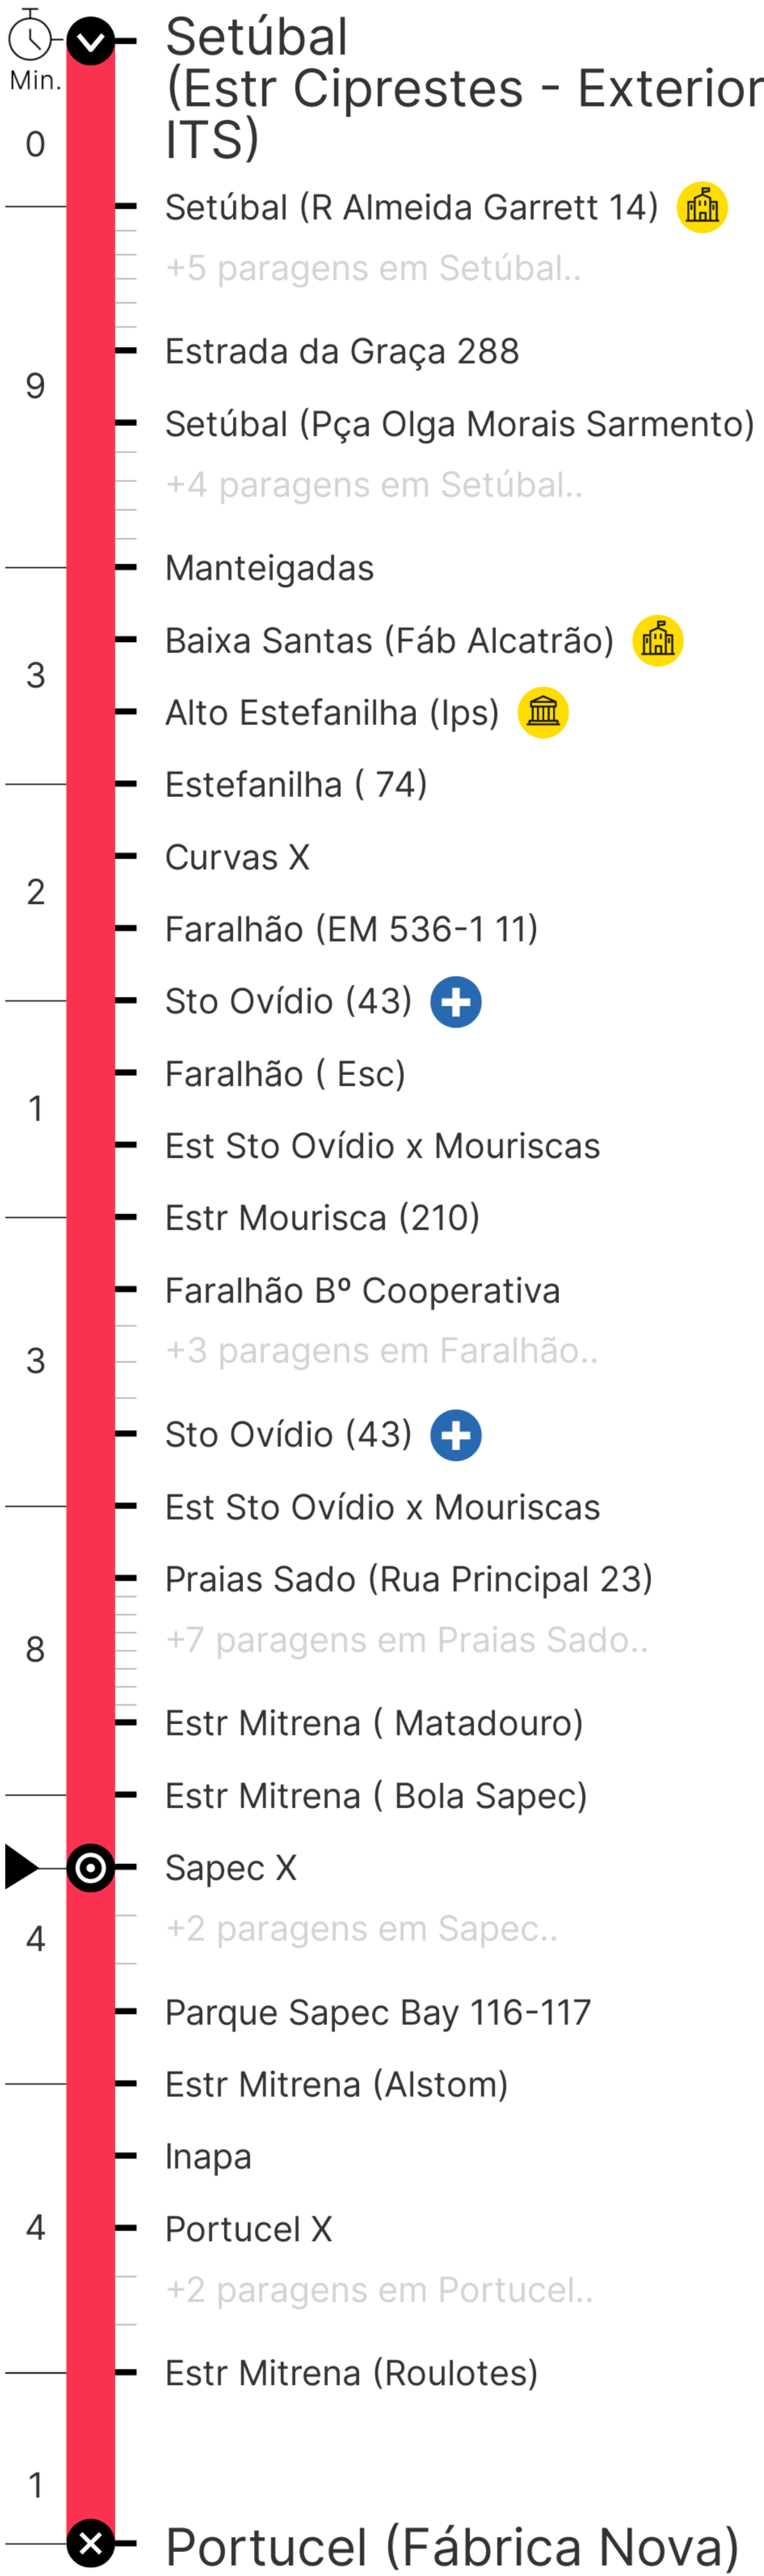 Setúbal
(Estr Ciprestes - Exterior
ITS)
Min.
0
Setúbal (R Almeida Garrett 14)
+5 paragens em Setúbal..
Estrada da Graça 288
9
Setúbal (Pça Olga Morais Sarmento)
+4 paragens em Setúbal..
Manteigadas
Baixa Santas (Fáb Alcatrão)
3
Alto Estefanilha (Ips)
Estefanilha ( 74)
Curvas X
2
Faralhão (EM 536-1 11)
Sto Ovídio (43)
Faralhão ( Esc)
1
Est Sto Ovídio x Mouriscas
Estr Mourisca (210)
Faralhão Bº Cooperativa
+3 paragens em Faralhão..
3
Sto Ovídio (43)
Est Sto Ovídio x Mouriscas
Praias Sado (Rua Principal 23)
+7 paragens em Praias Sado..
8
Estr Mitrena ( Matadouro)
Estr Mitrena ( Bola Sapec)
Sapec X
+2 paragens em Sapec..
4
Parque Sapec Bay 116-117
Estr Mitrena (Alstom)
Inapa
4
Portucel X
+2 paragens em Portucel..
Estr Mitrena (Roulotes)
1
Portucel (Fábrica Nova)